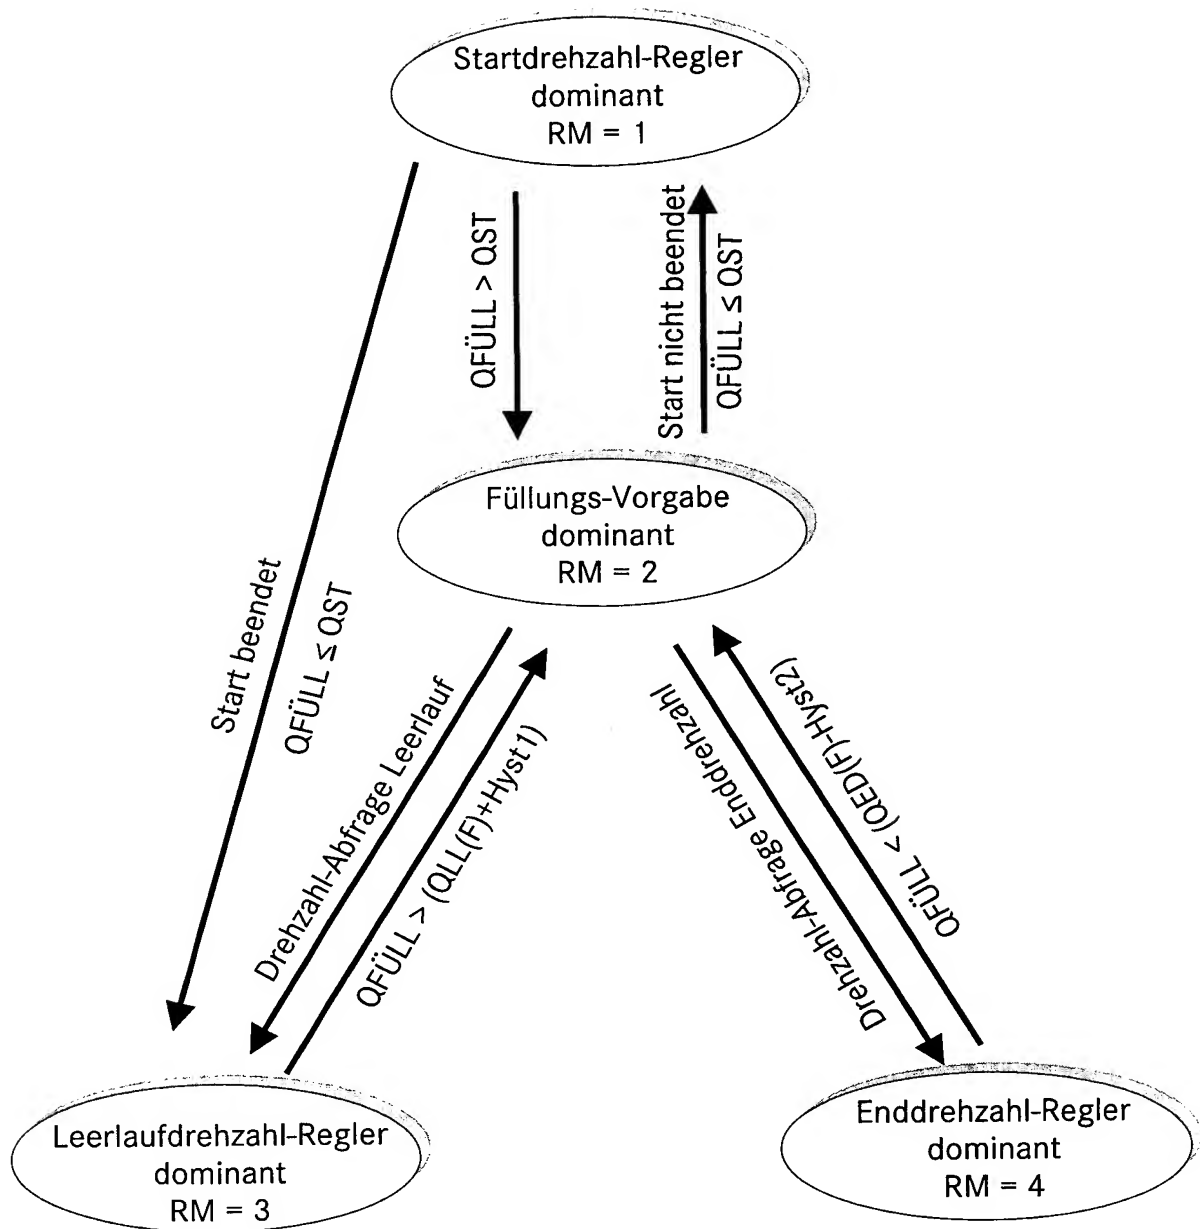 Startdrehzahl-Regler
dominant
RM = 1
QFÜLL > QST
Start nicht beendet
QFÜLL ≤ QST
Füllungs-Vorgabe
dominant
RM = 2
Start beendet
QFÜLL ≤ QST
Drehzahl-Abfrage Leerlauf
QFÜLL > (QLL(F)+Hyst1)
Drehzahl-Abfrage Enddrehzahl
QFÜLL < (QED(F)-Hyst2)
Leerlaufdrehzahl-Regler
dominant
RM = 3
Enddrehzahl-Regler
dominant
RM = 4